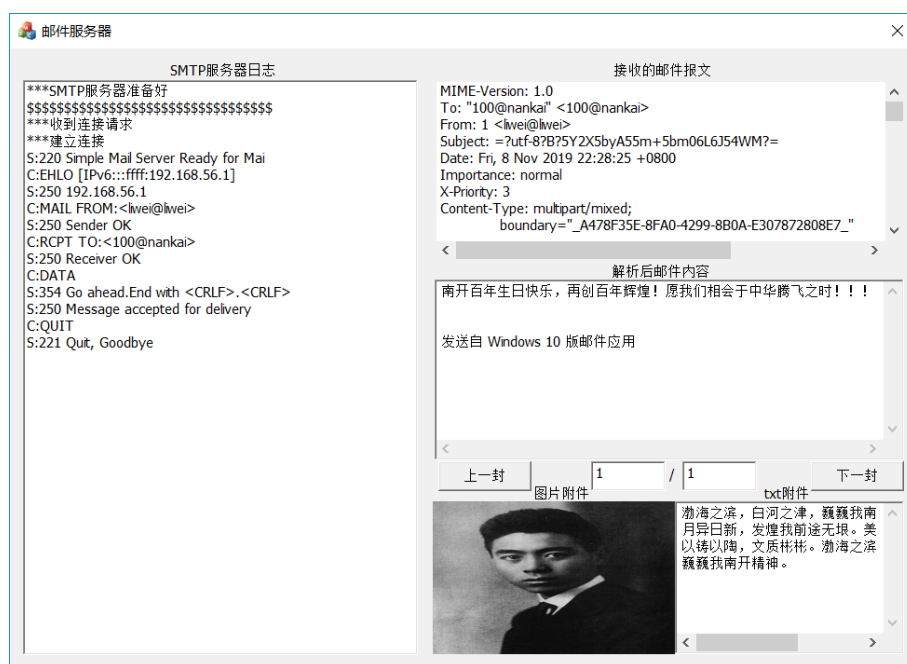 邮件服务器
SMTP服务器日志
***SMTP服务器准备好
$$$$$$$$$$$$$$$$$$$$$$$$$$$$$$$$$
***收到连接请求
***建立连接
S:220 Simple Mail Server Ready for Mai
C:EHLO [IPv6:::ffff:192.168.56.1]
S:250 192.168.56.1
C:MAIL FROM:<liwei@liwei>
S:250 Sender OK
C:RCPT TO:<100@nankai>
S:250 Receiver OK
C:DATA
S:354 Go ahead.End with <CRLF>.<CRLF>
S:250 Message accepted for delivery
C:QUIT
S:221 Quit, Goodbye
接收的邮件报文
MIME-Version: 1.0
To: "100@nankai" <100@nankai>
From: 1 <liwei@liwei>
Subject: =?utf-8?B?5Y2X5byA55m+5bm06L6J54WM?=
Date: Fri, 8 Nov 2019 22:28:25 +0800
Importance: normal
X-Priority: 3
Content-Type: multipart/mixed;
boundary="_A478F35E-8FA0-4299-8B0A-E307872808E7_"
解析后邮件内容
南开百年生日快乐，再创百年辉煌！愿我们相会于中华腾飞之时！！！
发送自 Windows 10 版邮件应用
上一封
1 / 1
下一封
图片附件
txt附件
渤海之滨，白河之津，巍巍我南
月异日新，发煌我前途无垠。美
以铸以陶，文质彬彬。渤海之滨
巍巍我南开精神。